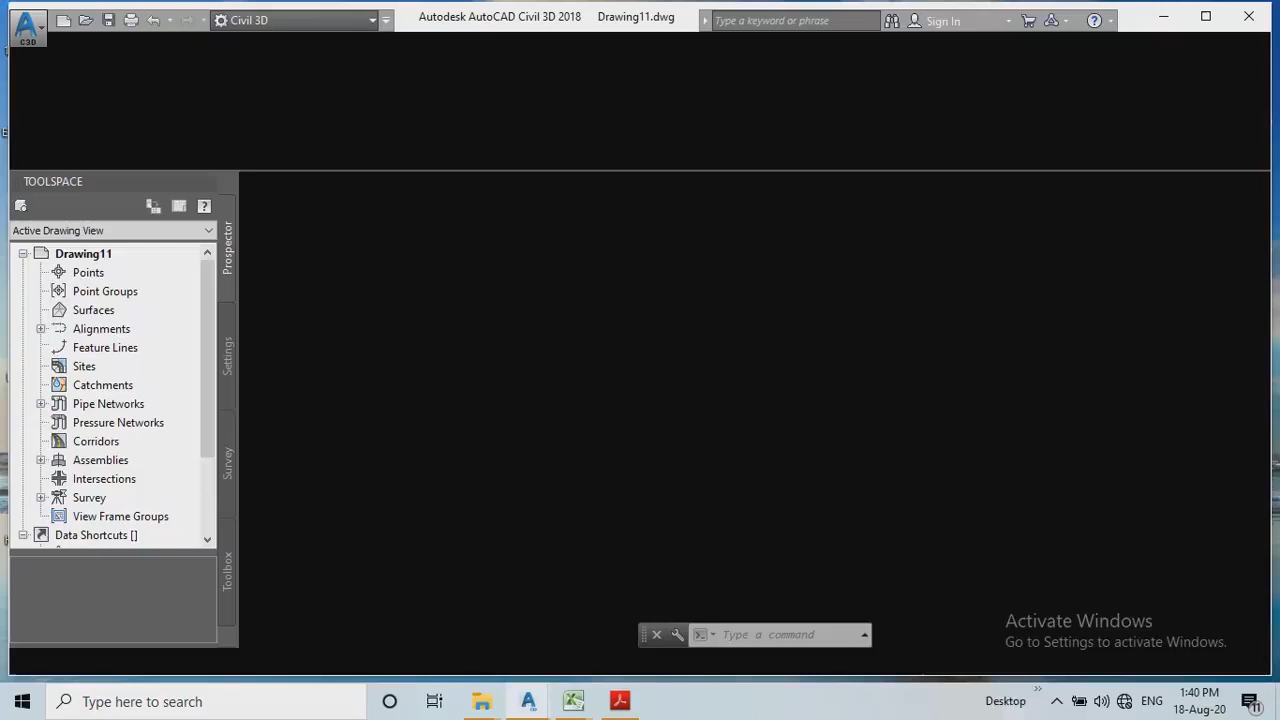 Civil 3D
Autodesk AutoCAD Civil 3D 2018 Drawing11.dwg
Type a keyword or phrase
Sign In
C3D
TOOLSPACE
Active Drawing View
Drawing11
Points
Point Groups
Surfaces
Alignments
Feature Lines
Sites
Catchments
Pipe Networks
Pressure Networks
Corridors
Assemblies
Intersections
Survey
View Frame Groups
Data Shortcuts []
Prospector
Settings
Survey
Toolbox
Type a command
Activate Windows
Go to Settings to activate Windows.
Type here to search
Desktop
ENG
1:40 PM
18-Aug-20
11